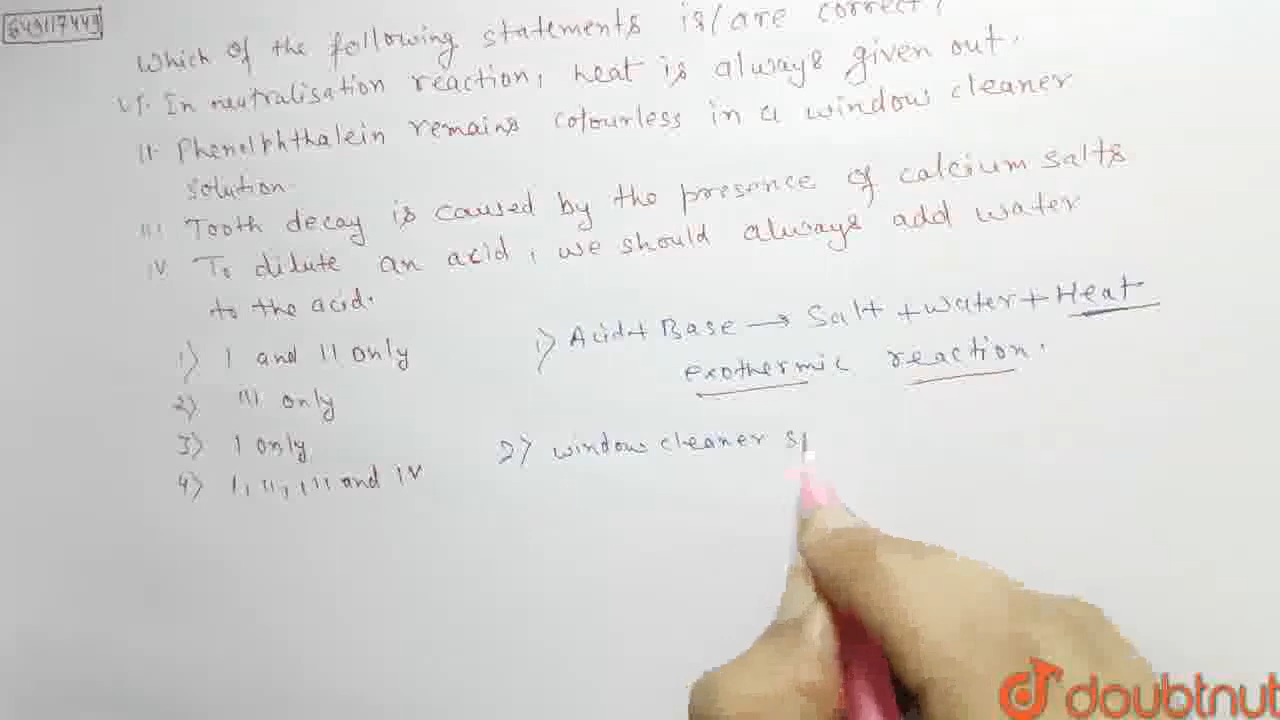 649117449
Which of the following statements is/are correct?
I. In neutralisation reaction, heat is always given out.
II. Phenolphthalein remains colourless in a window cleaner
solution.
III. Tooth decay is caused by the presence of calcium salts
IV. To dilute an acid, we should always add water
to the acid.
1) I and II only
2) III only
3) I only
4) I, II, III and IV
1) Acid + Base → Salt + water + Heat
exothermic reaction.
2) window cleaner s
doubtnut